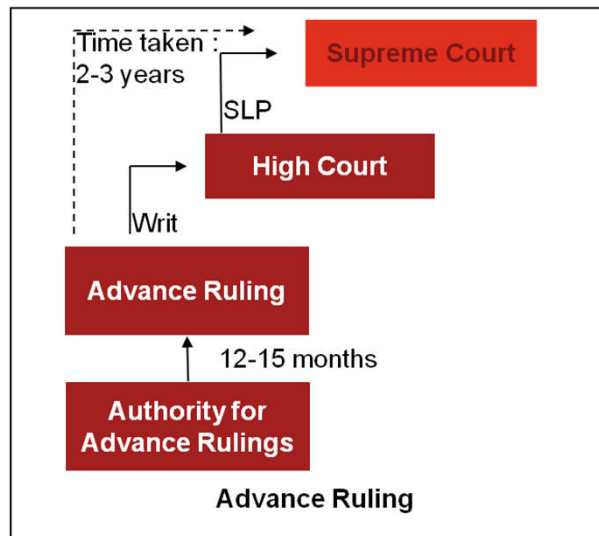 Time taken :
2-3 years
Supreme Court
SLP
High Court
Writ
Advance Ruling
12-15 months
Authority for
Advance Rulings
Advance Ruling